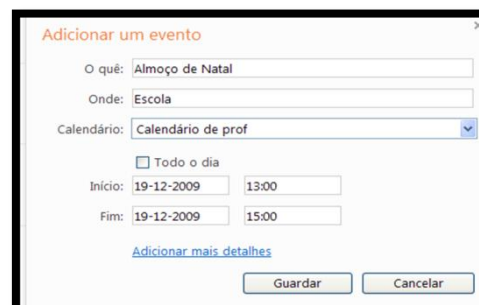 Adicionar um evento
O quê: Almoço de Natal
Onde: Escola
Calendário: Calendário de prof
Todo o dia
Início: 19-12-2009 13:00
Fim: 19-12-2009 15:00
Adicionar mais detalhes
Guardar Cancelar